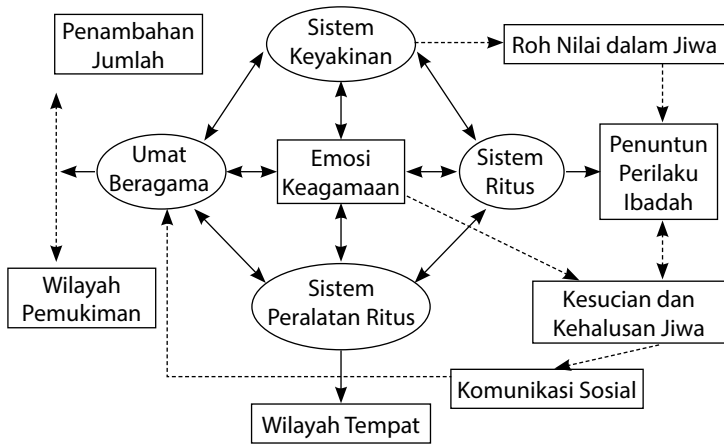 Penambahan
Jumlah
Sistem
Keyakinan
Roh Nilai dalam Jiwa
Umat
Beragama
Emosi
Keagamaan
Sistem
Ritus
Penuntun
Perilaku
Ibadah
Wilayah
Pemukiman
Sistem
Peralatan Ritus
Kesucian dan
Kehalusan Jiwa
Komunikasi Sosial
Wilayah Tempat